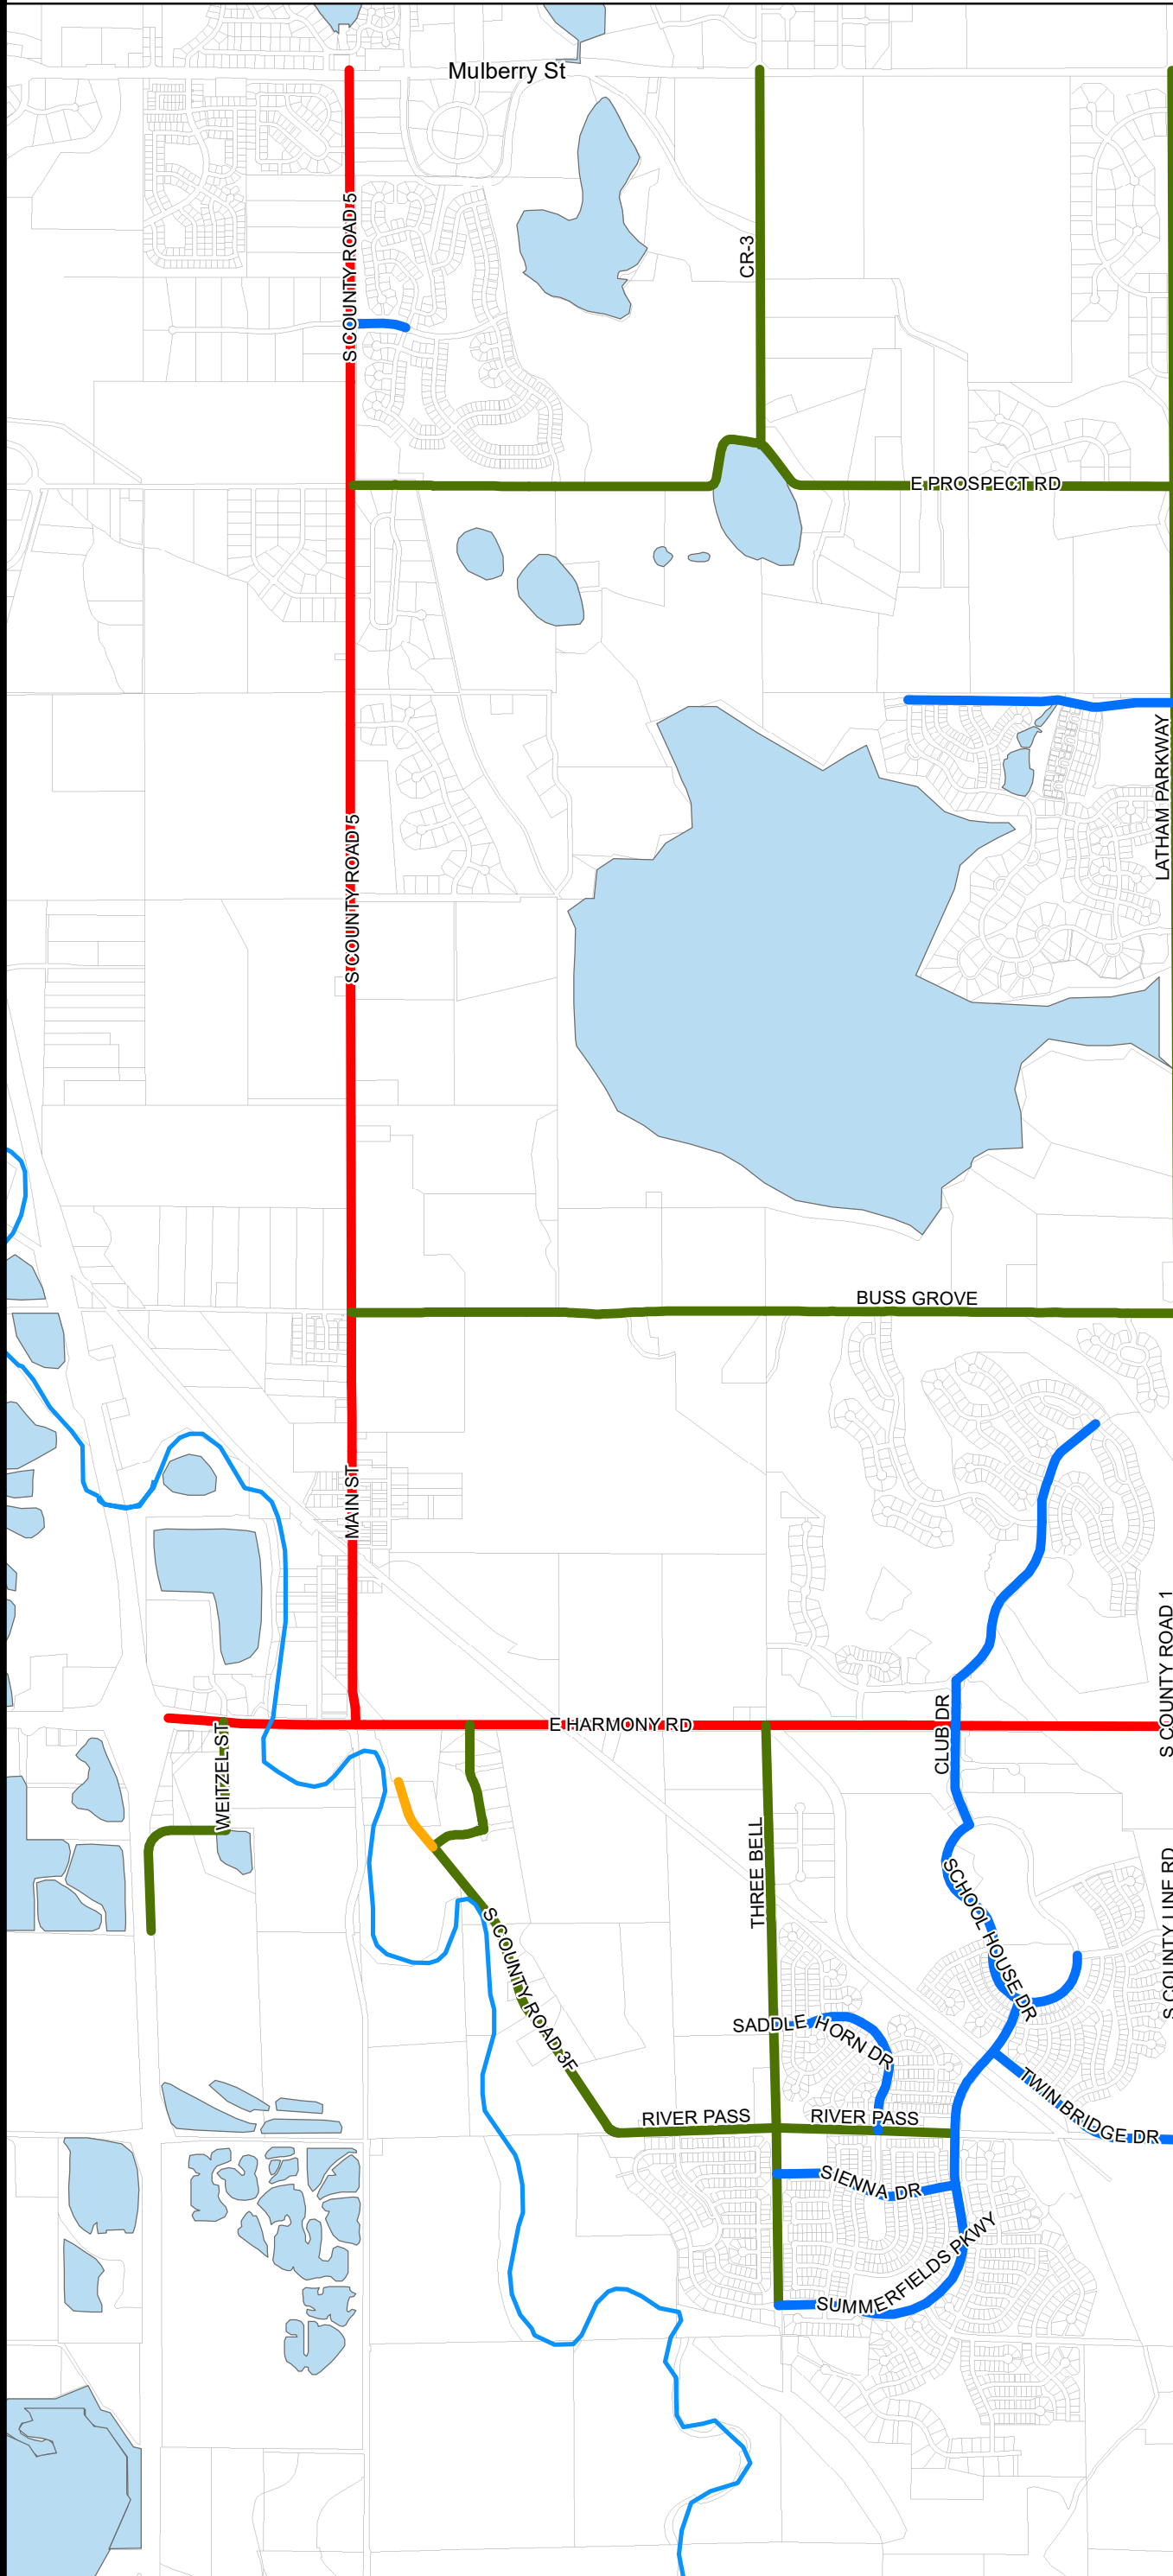 Mulberry St
S COUNTY ROAD 5
CR-3
E PROSPECT RD
LATHAM PARKWAY
S COUNTY ROAD 5
BUSS GROVE
MAIN ST
S COUNTY ROAD 1
CLUB DR
E HARMONY RD
WEITZEL ST
THREE BELL
SCHOOL HOUSE DR
S COUNTY LINE RD
S COUNTY ROAD 3F
SADDLE HORN DR
TWIN BRIDGE DR
RIVER PASS
RIVER PASS
SIENNA DR
SUMMERFIELDS PKWY